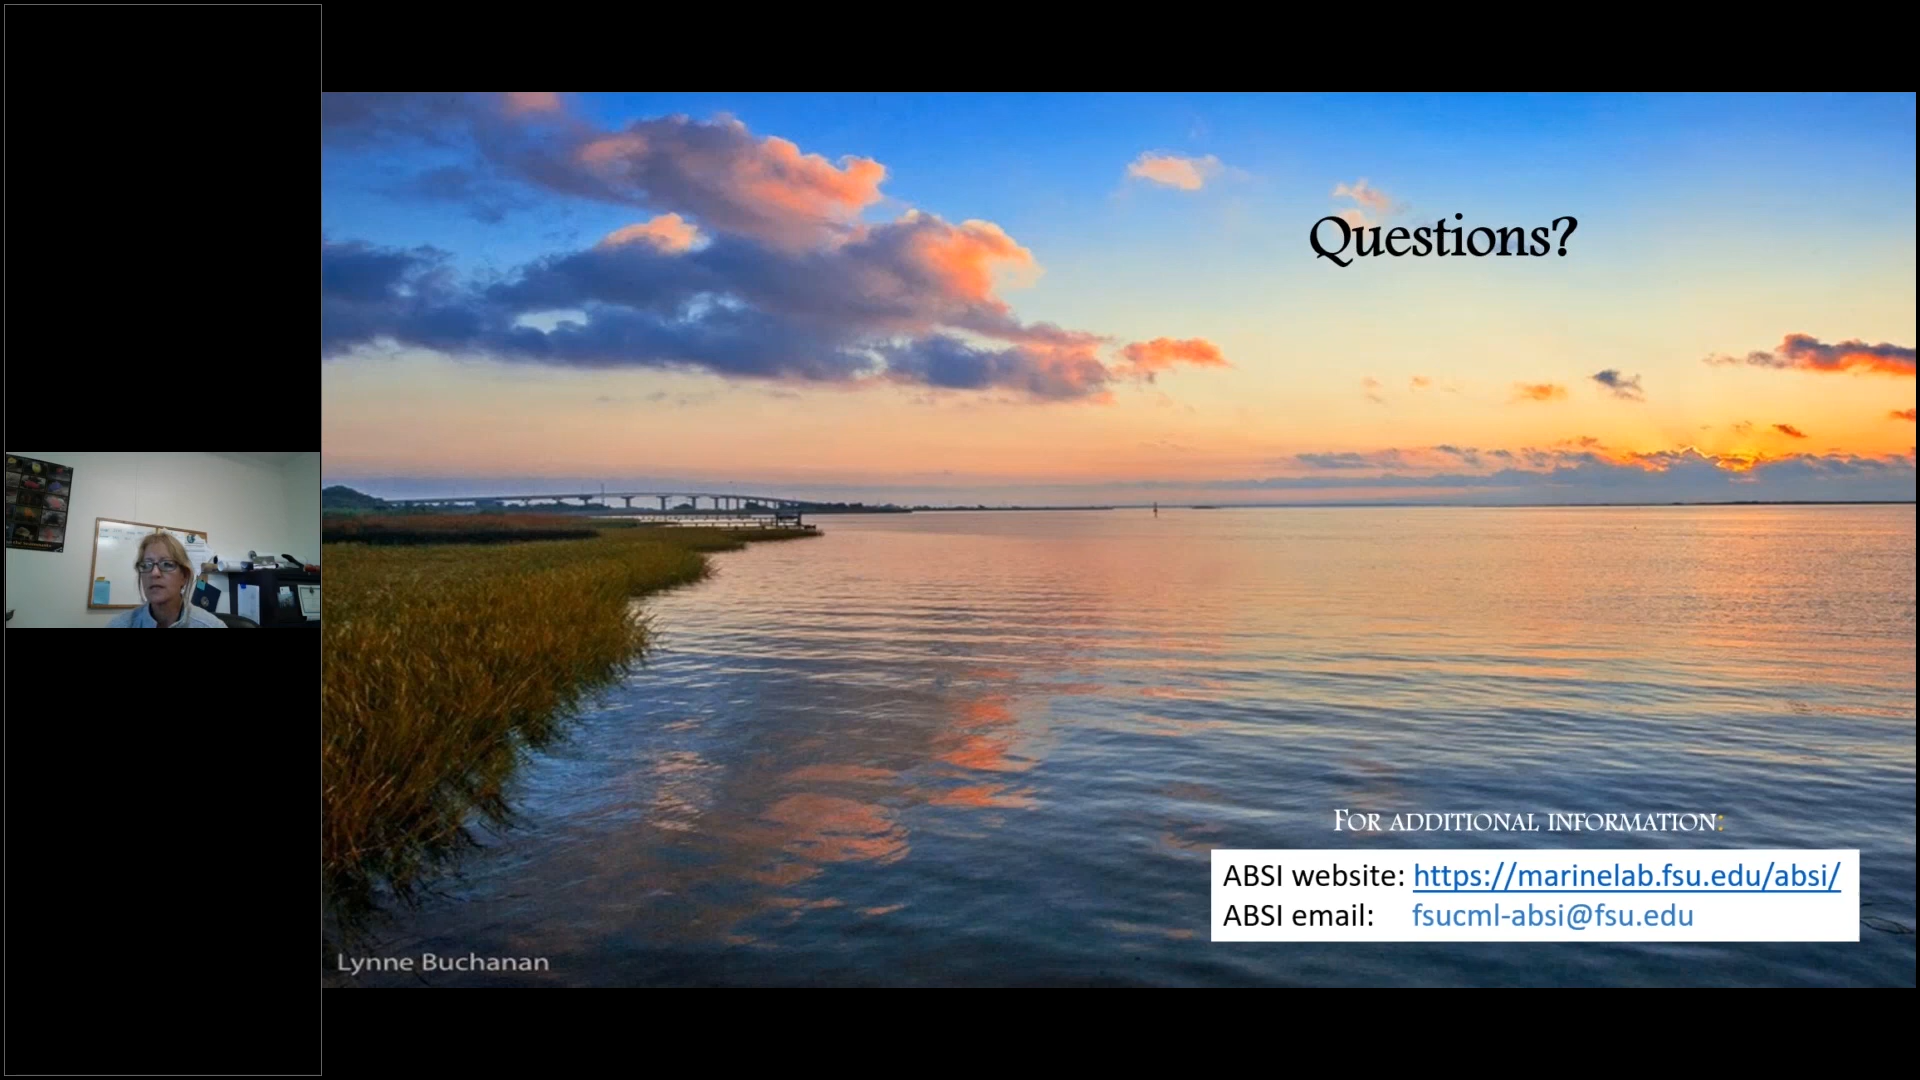 Questions?
FOR ADDITIONAL INFORMATION:
ABSI website: https://marinelab.fsu.edu/absi/
ABSI email: fsucml-absi@fsu.edu
Lynne Buchanan